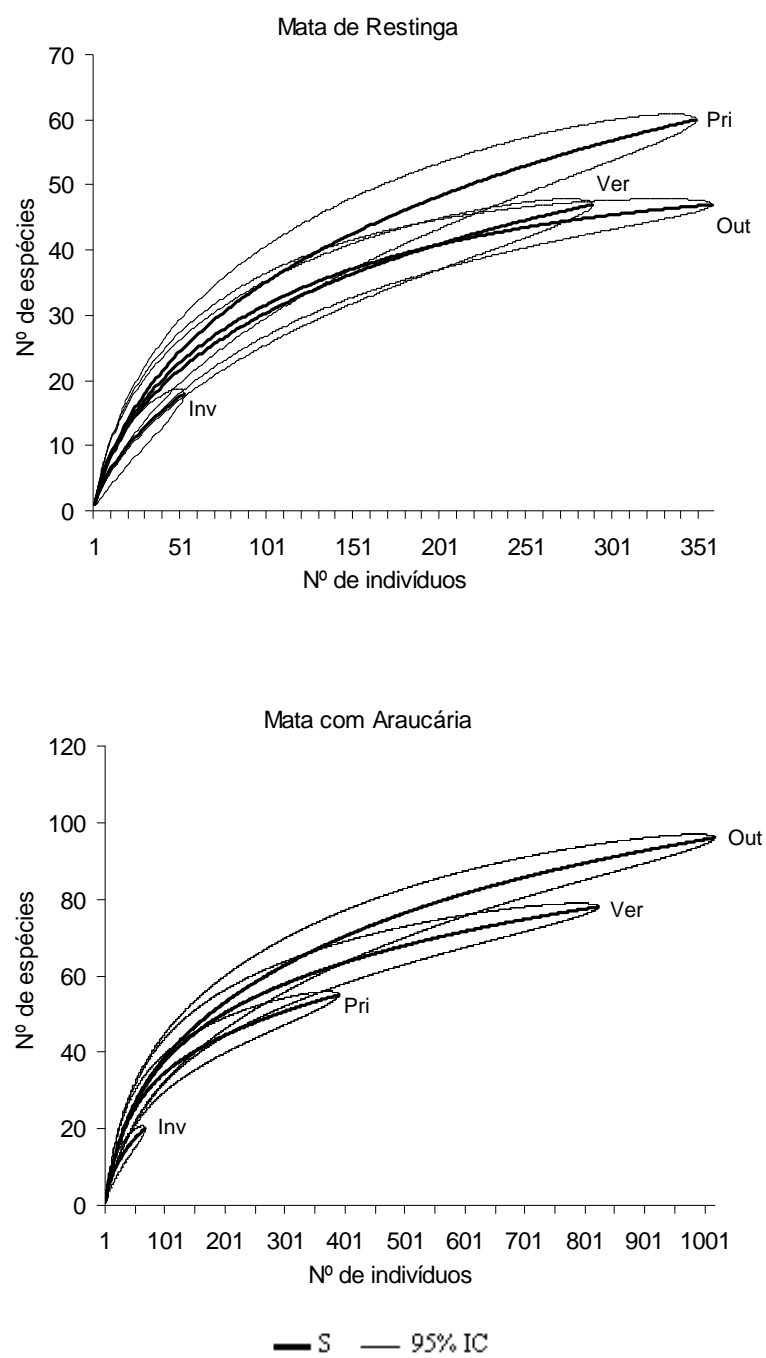 Mata de Restinga
70
60
50
40
30
20
10
0
Nº de espécies
Pri
Ver
Out
Inv
1 51 101 151 201 251 301 351
Nº de indivíduos
Mata com Araucária
120
100
80
60
40
20
0
Nº de espécies
Out
Ver
Pri
Inv
1 101 201 301 401 501 601 701 801 901 1001
Nº de indivíduos
S 95% IC